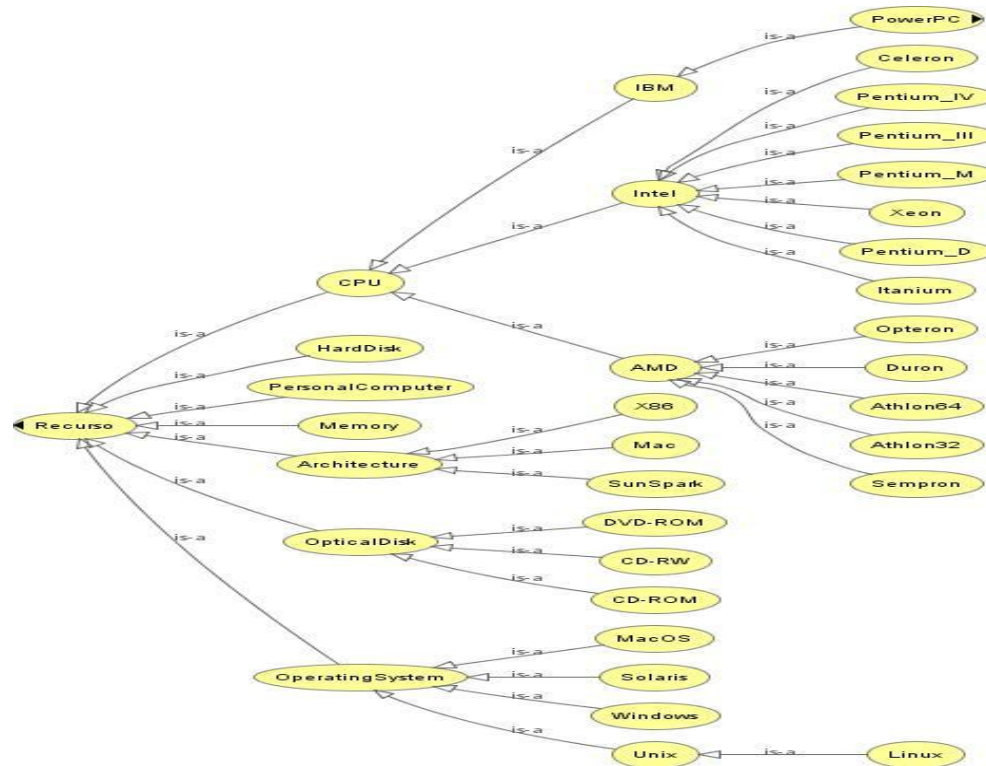 PowerPC
is-a
Celeron
is-a
IBM
Pentium_IV
is-a
Pentium_III
is-a
is-a
Pentium_M
is-a
Intel
Xeon
is-a
is-a
Pentium_D
is-a
CPU
Itanium
is-a
Opteron
is-a
is-a
HardDisk
AMD
Duron
is-a
PersonalComputer
is-a
X86
Athlon64
is-a
is-a
Recurso
Memory
is-a
is-a
Mac
Athlon32
is-a
is-a
Architecture
is-a
SunSpark
Sempron
is-a
is-a
DVD-ROM
is-a
OpticalDisk
is-a
CD-RW
is-a
is-a
CD-ROM
MacOS
is-a
OperatingSystem
is-a
Solaris
is-a
Windows
is-a
Unix
is-a
Linux